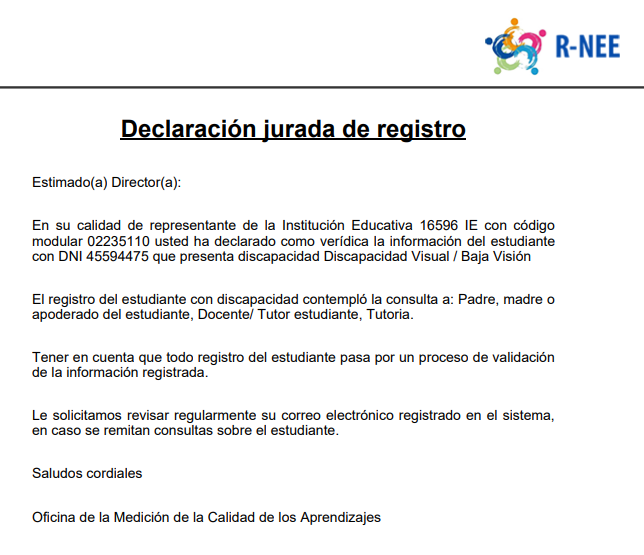 R-NEE
Declaración jurada de registro
Estimado(a) Director(a):
En su calidad de representante de la Institución Educativa 16596 IE con código
modular 02235110 usted ha declarado como verídica la información del estudiante
con DNI 45594475 que presenta discapacidad Discapacidad Visual / Baja Visión
El registro del estudiante con discapacidad contempló la consulta a: Padre, madre o
apoderado del estudiante, Docente/ Tutor estudiante, Tutoria.
Tener en cuenta que todo registro del estudiante pasa por un proceso de validación
de la información registrada.
Le solicitamos revisar regularmente su correo electrónico registrado en el sistema,
en caso se remitan consultas sobre el estudiante.
Saludos cordiales
Oficina de la Medición de la Calidad de los Aprendizajes